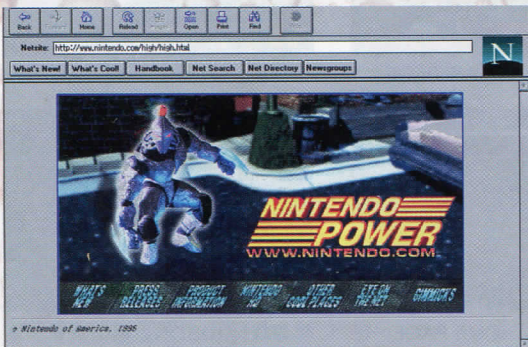 Back Home Reload Open Print Find
Netsite: http://www.nintendo.com/high/high.html
What's New! What's Cool! Handbook Net Search Net Directory Newsgroups
N
NINTENDO
POWER
WWW.NINTENDO.COM
WHAT'S NEW PRESS RELEASES PRODUCT INFORMATION NINTENDO HQ OTHER COOL PLACES EYE ON THE NET GIMMICKS
Nintendo of America, 1995